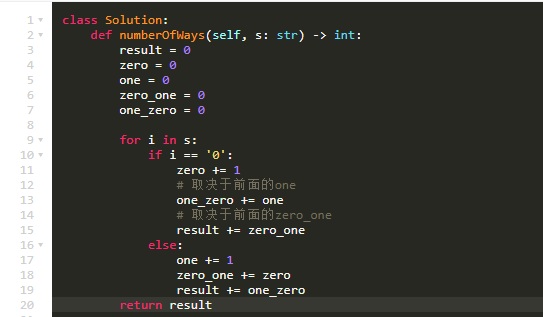 1 class Solution:
2     def numberOfWays(self, s: str) -> int:
3         result = 0
4         zero = 0
5         one = 0
6         zero_one = 0
7         one_zero = 0
8
9         for i in s:
10             if i == '0':
11                 zero += 1
12                 # 取决于前面的one
13                 one_zero += one
14                 # 取决于前面的zero_one
15                 result += zero_one
16             else:
17                 one += 1
18                 zero_one += zero
19                 result += one_zero
20         return result